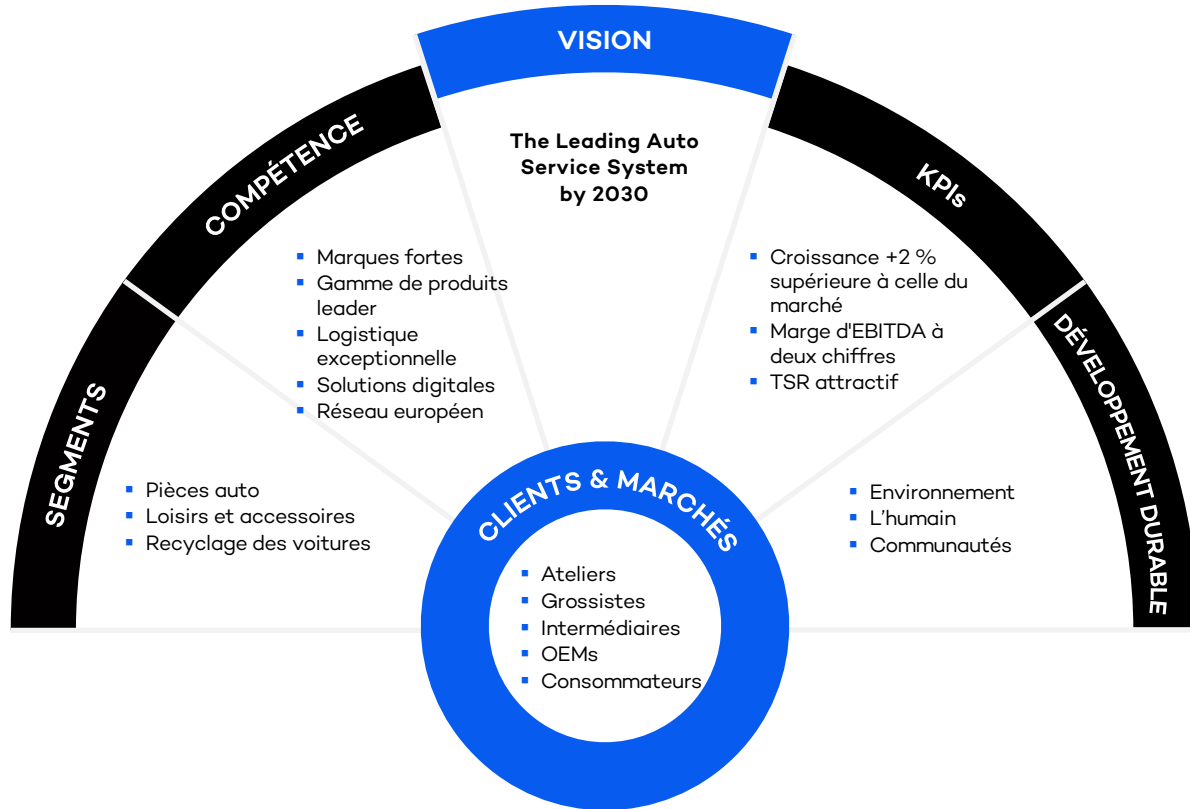 VISION
The Leading Auto
Service System
by 2030
COMPÉTENCE
Marques fortes
Gamme de produits
leader
Logistique
exceptionnelle
Solutions digitales
Réseau européen
KPIs
Croissance +2 %
supérieure à celle du
marché
Marge d'EBITDA à
deux chiffres
TSR attractif
SEGMENTS
Pièces auto
Loisirs et accessoires
Recyclage des voitures
DÉVELOPPEMENT DURABLE
Environnement
L’humain
Communautés
CLIENTS & MARCHÉS
Ateliers
Grossistes
Intermédiaires
OEMs
Consommateurs